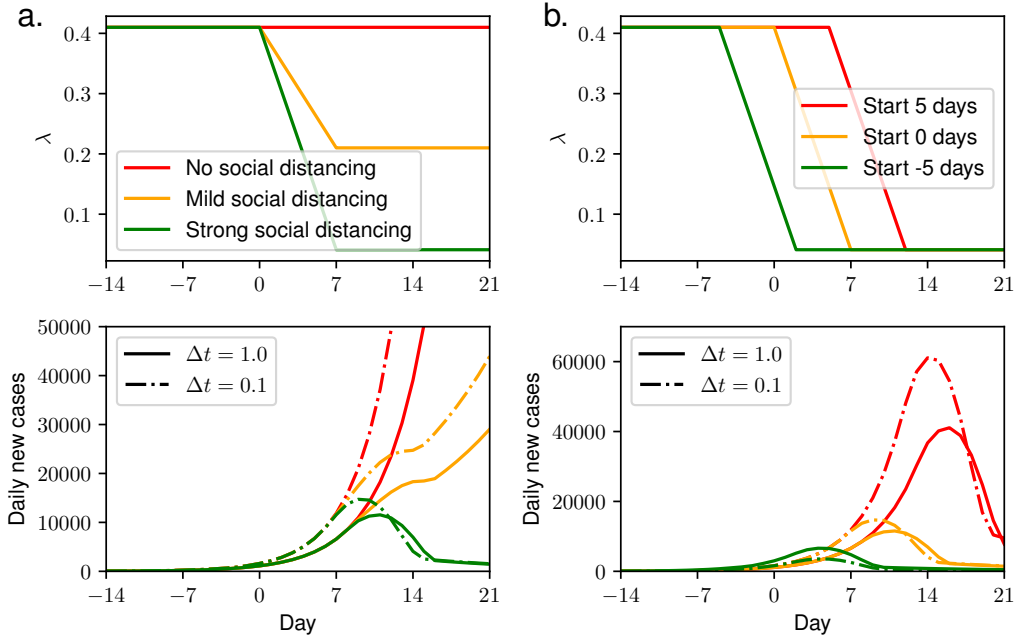 a.
λ
0.4
0.3
0.2
0.1
No social distancing
Mild social distancing
Strong social distancing
−14 −7 0 7 14 21
b.
λ
0.4
0.3
0.2
0.1
Start 5 days
Start 0 days
Start -5 days
−14 −7 0 7 14 21
Daily new cases
50000
40000
30000
20000
10000
0
Δt = 1.0
Δt = 0.1
−14 −7 0 7 14 21
Day
Daily new cases
60000
40000
20000
0
Δt = 1.0
Δt = 0.1
−14 −7 0 7 14 21
Day